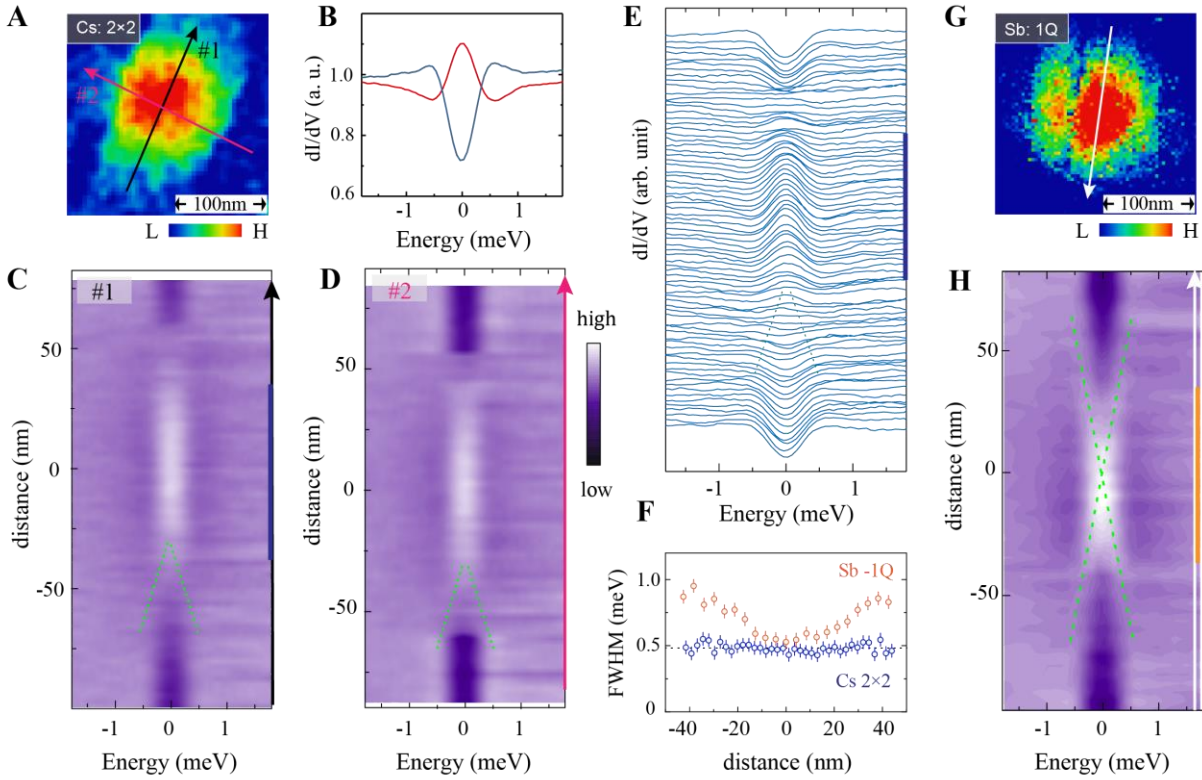 A
Cs: 2×2
#1
#2
100nm
L
H
B
dI/dV (a. u.)
1.0
0.8
0.6
-1
0
1
Energy (meV)
C
#1
distance (nm)
50
0
-50
-1
0
1
Energy (meV)
D
#2
distance (nm)
50
0
-50
-1
0
1
Energy (meV)
high
low
E
dI/dV (arb. unit)
-1
0
1
Energy (meV)
F
FWHM (meV)
1.0
0.5
0
Sb -1Q
Cs 2×2
-40
-20
0
20
40
distance (nm)
G
Sb: 1Q
100nm
L
H
H
distance (nm)
50
0
-50
-1
0
1
Energy (meV)